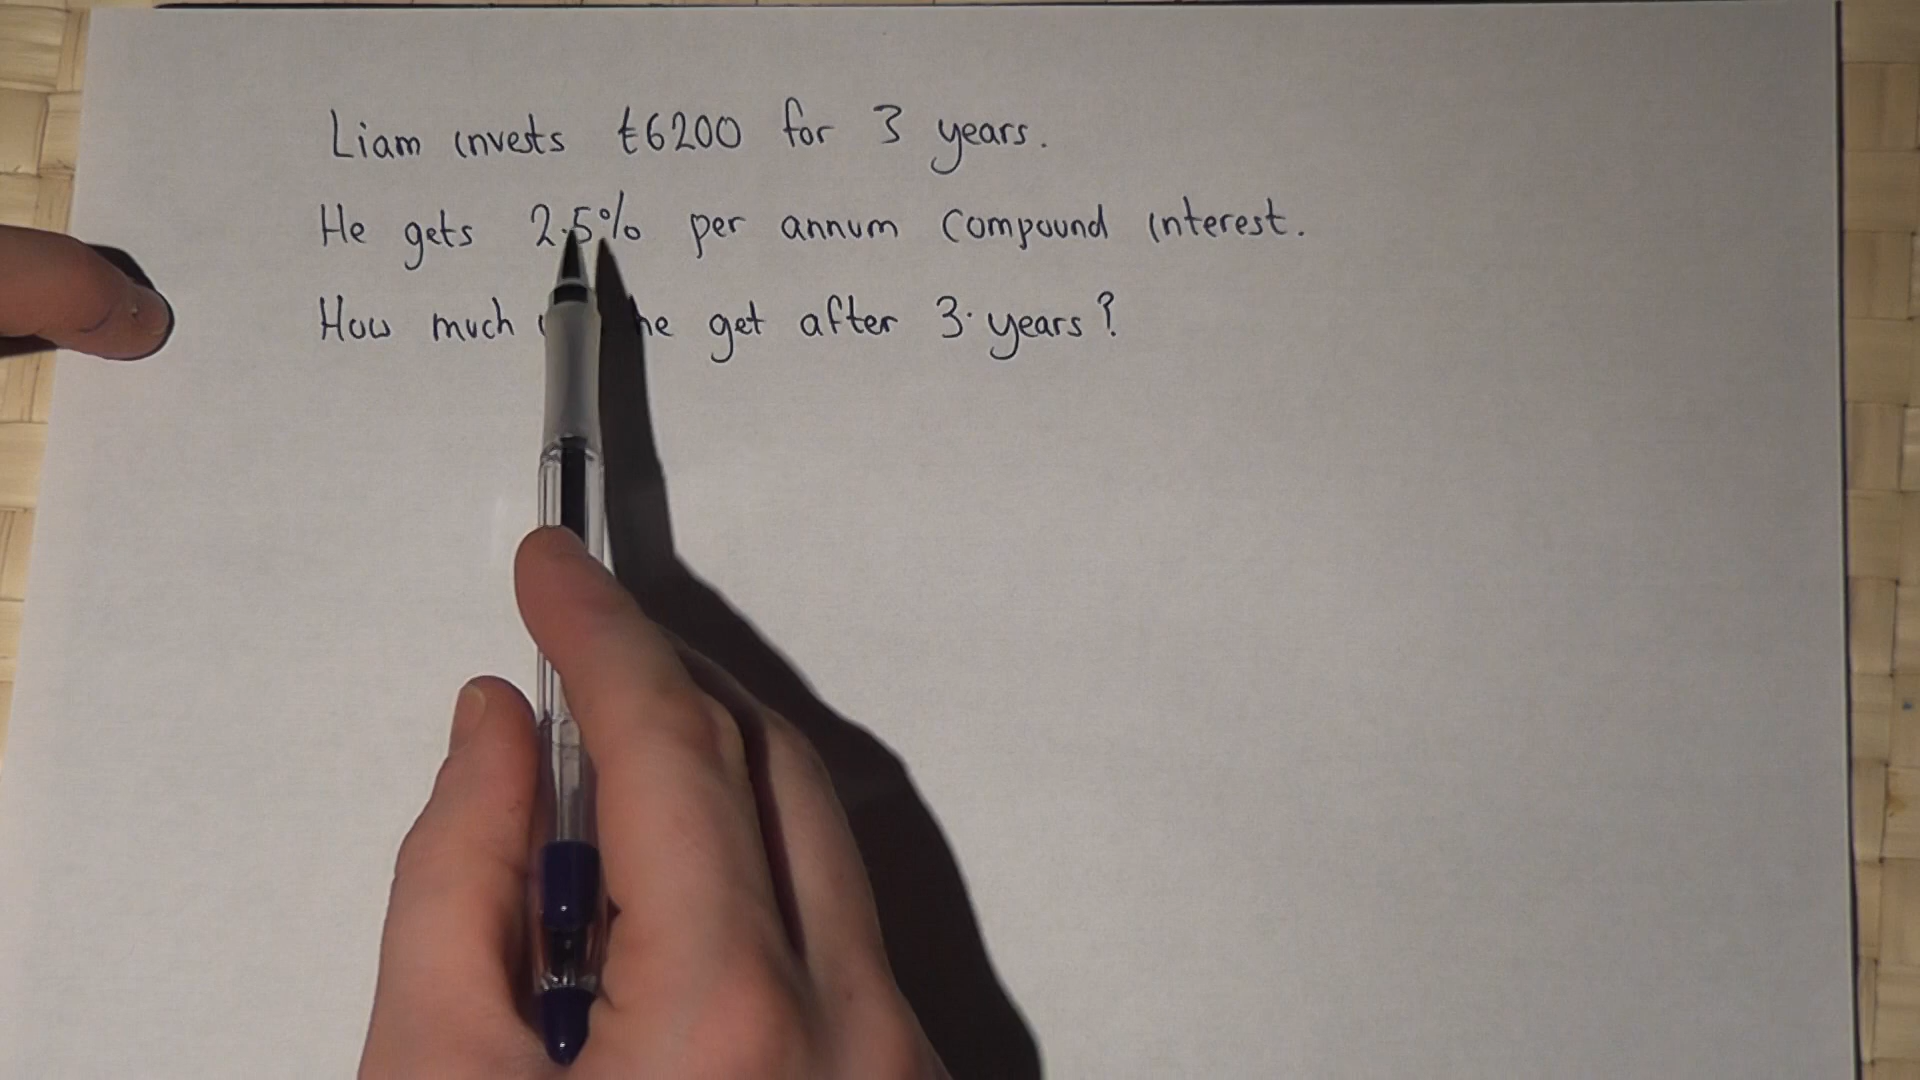 Liam invests £6200 for 3 years.
He gets 2.5% per annum compound interest.
How much he get after 3 years?